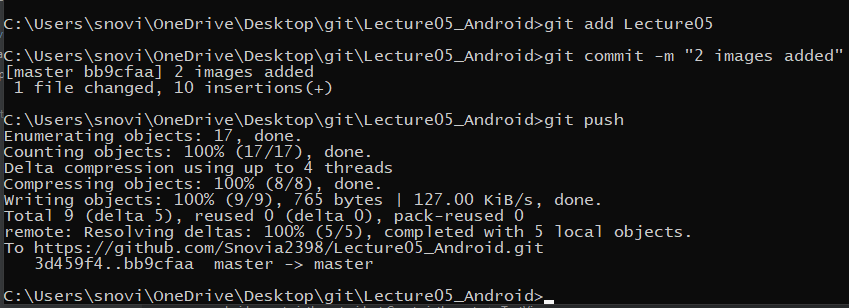 C:\Users\snovi\OneDrive\Desktop\git\Lecture05_Android>git add Lecture05
C:\Users\snovi\OneDrive\Desktop\git\Lecture05_Android>git commit -m "2 images added"
[master bb9cfaa] 2 images added
 1 file changed, 10 insertions(+)
C:\Users\snovi\OneDrive\Desktop\git\Lecture05_Android>git push
Enumerating objects: 17, done.
Counting objects: 100% (17/17), done.
Delta compression using up to 4 threads
Compressing objects: 100% (8/8), done.
Writing objects: 100% (9/9), 765 bytes | 127.00 KiB/s, done.
Total 9 (delta 5), reused 0 (delta 0), pack-reused 0
remote: Resolving deltas: 100% (5/5), completed with 5 local objects.
To https://github.com/Snovia2398/Lecture05_Android.git
   3d459f4..bb9cfaa  master -> master
C:\Users\snovi\OneDrive\Desktop\git\Lecture05_Android>